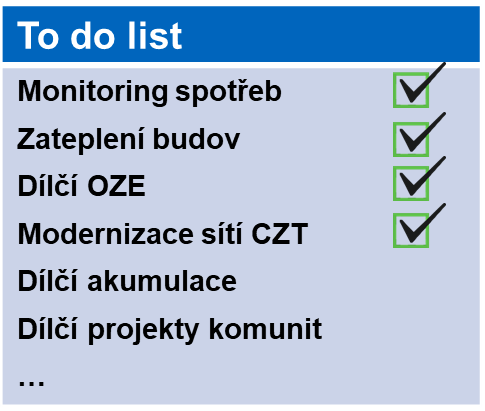 To do list
Monitoring spotřeb
Zateplení budov
Dílčí OZE
Modernizace sítí CZT
Dílčí akumulace
Dílčí projekty komunit
…